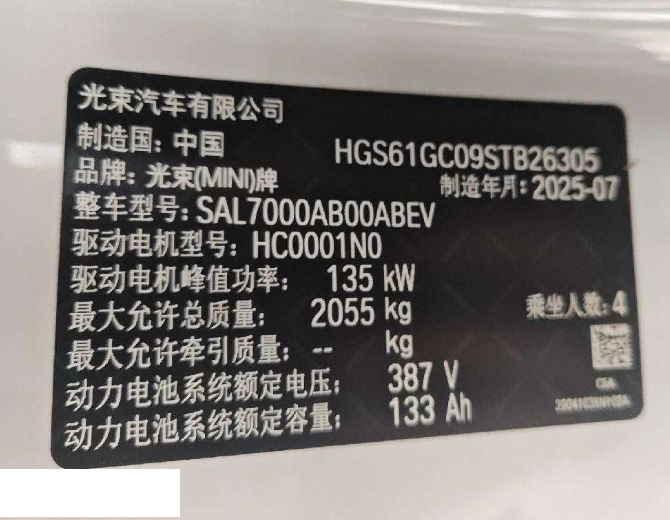 光束汽车有限公司
制造国: 中国
HGS61GC09STB26305
品牌: 光束(MINI)牌
制造年月: 2025-07
整车型号: SAL7000AB00ABEV
驱动电机型号: HC0001N0
驱动电机峰值功率: 135 kW
最大允许总质量: 2055 kg
乘坐人数: 4
最大允许牵引质量: -- kg
动力电池系统额定电压: 387 V
动力电池系统额定容量: 133 Ah